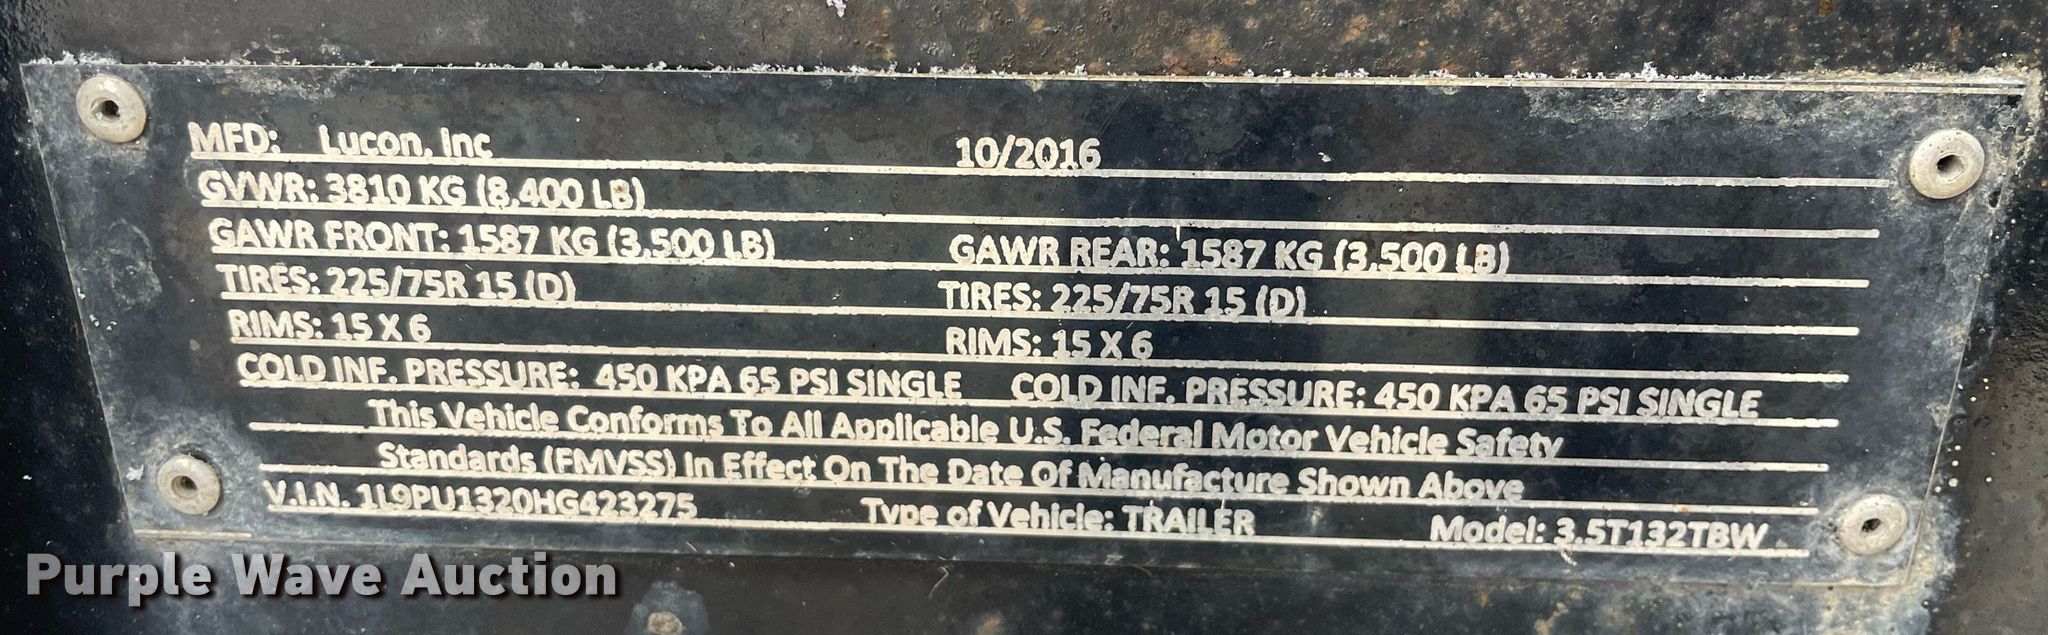 MFD: Lucon, Inc 10/2016
GVWR: 3810 KG (8,400 LB)
GAWR FRONT: 1587 KG (3,500 LB) GAWR REAR: 1587 KG (3,500 LB)
TIRES: 225/75R 15 (D) TIRES: 225/75R 15 (D)
RIMS: 15 X 6 RIMS: 15 X 6
COLD INF. PRESSURE: 450 KPA 65 PSI SINGLE COLD INF. PRESSURE: 450 KPA 65 PSI SINGLE
This Vehicle Conforms To All Applicable U.S. Federal Motor Vehicle Safety
Standards (FMVSS) In Effect On The Date Of Manufacture Shown Above
V.I.N. 1L9PU1320HG423275 Type of Vehicle: TRAILER Model: 3.5T132TBW
Purple Wave Auction